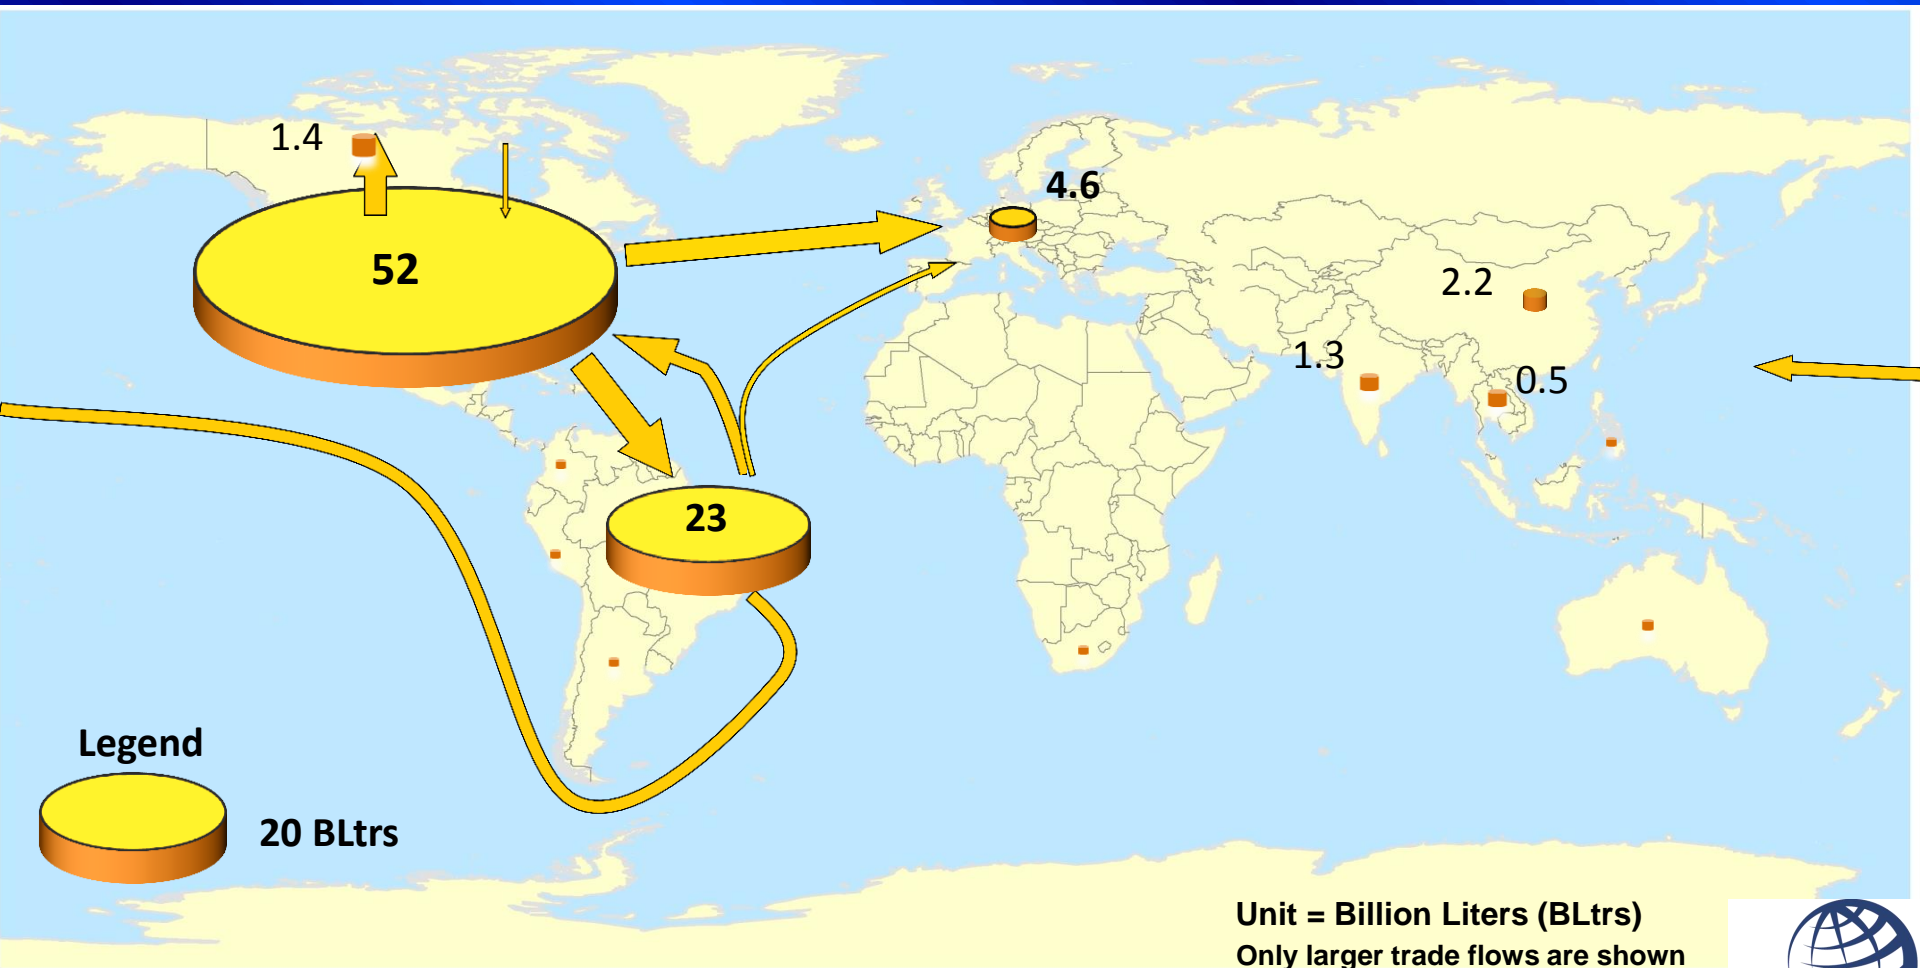 1.4
4.6
52
2.2
1.3
0.5
23
Legend
20 BLtrs
Unit = Billion Liters (BLtrs)
Only larger trade flows are shown